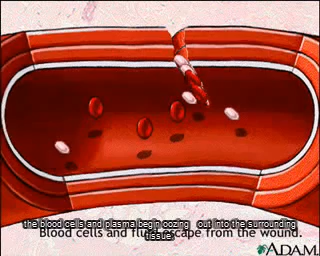 the blood cells and plasma begin oozing out into the surrounding
tissue
Blood cells and fluid escape from the wound.
ADAM.